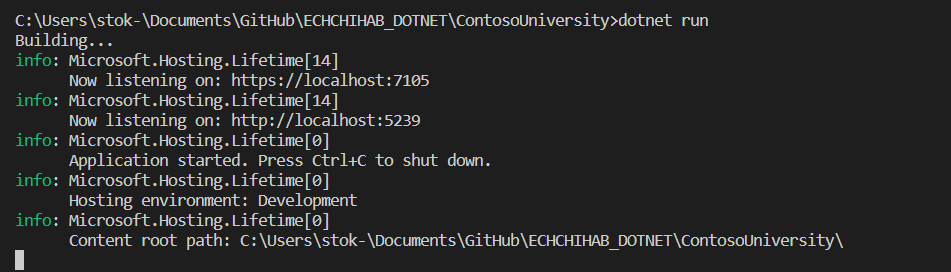 C:\Users\stok-\Documents\GitHub\ECHCHIHAB_DOTNET\ContosoUniversity>dotnet run
Building...
info: Microsoft.Hosting.Lifetime[14]
      Now listening on: https://localhost:7105
info: Microsoft.Hosting.Lifetime[14]
      Now listening on: http://localhost:5239
info: Microsoft.Hosting.Lifetime[0]
      Application started. Press Ctrl+C to shut down.
info: Microsoft.Hosting.Lifetime[0]
      Hosting environment: Development
info: Microsoft.Hosting.Lifetime[0]
      Content root path: C:\Users\stok-\Documents\GitHub\ECHCHIHAB_DOTNET\ContosoUniversity\